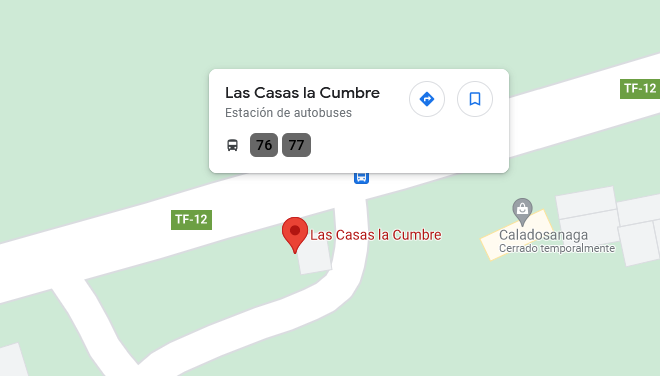 TF-12
Las Casas la Cumbre
Estación de autobuses
76 77
TF-12
Las Casas la Cumbre
Caladosanaga
Cerrado temporalmente